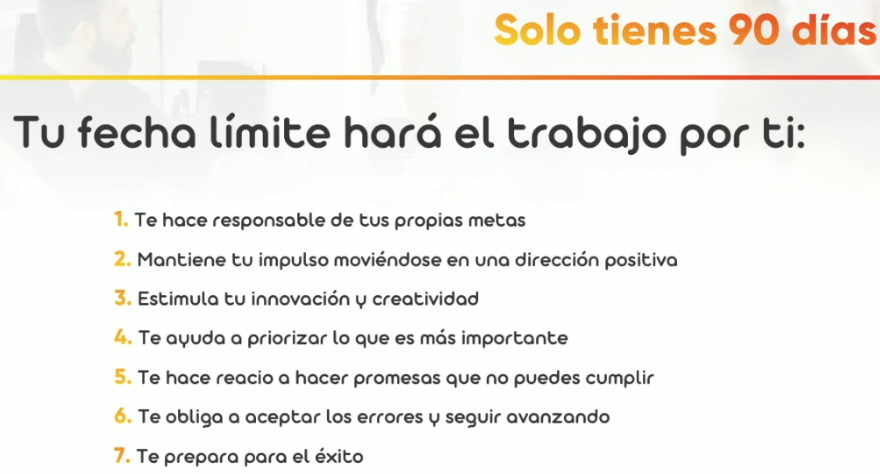 Solo tienes 90 días
Tu fecha límite hará el trabajo por ti:
1. Te hace responsable de tus propias metas
2. Mantiene tu impulso moviéndose en una dirección positiva
3. Estimula tu innovación y creatividad
4. Te ayuda a priorizar lo que es más importante
5. Te hace reacio a hacer promesas que no puedes cumplir
6. Te obliga a aceptar los errores y seguir avanzando
7. Te prepara para el éxito